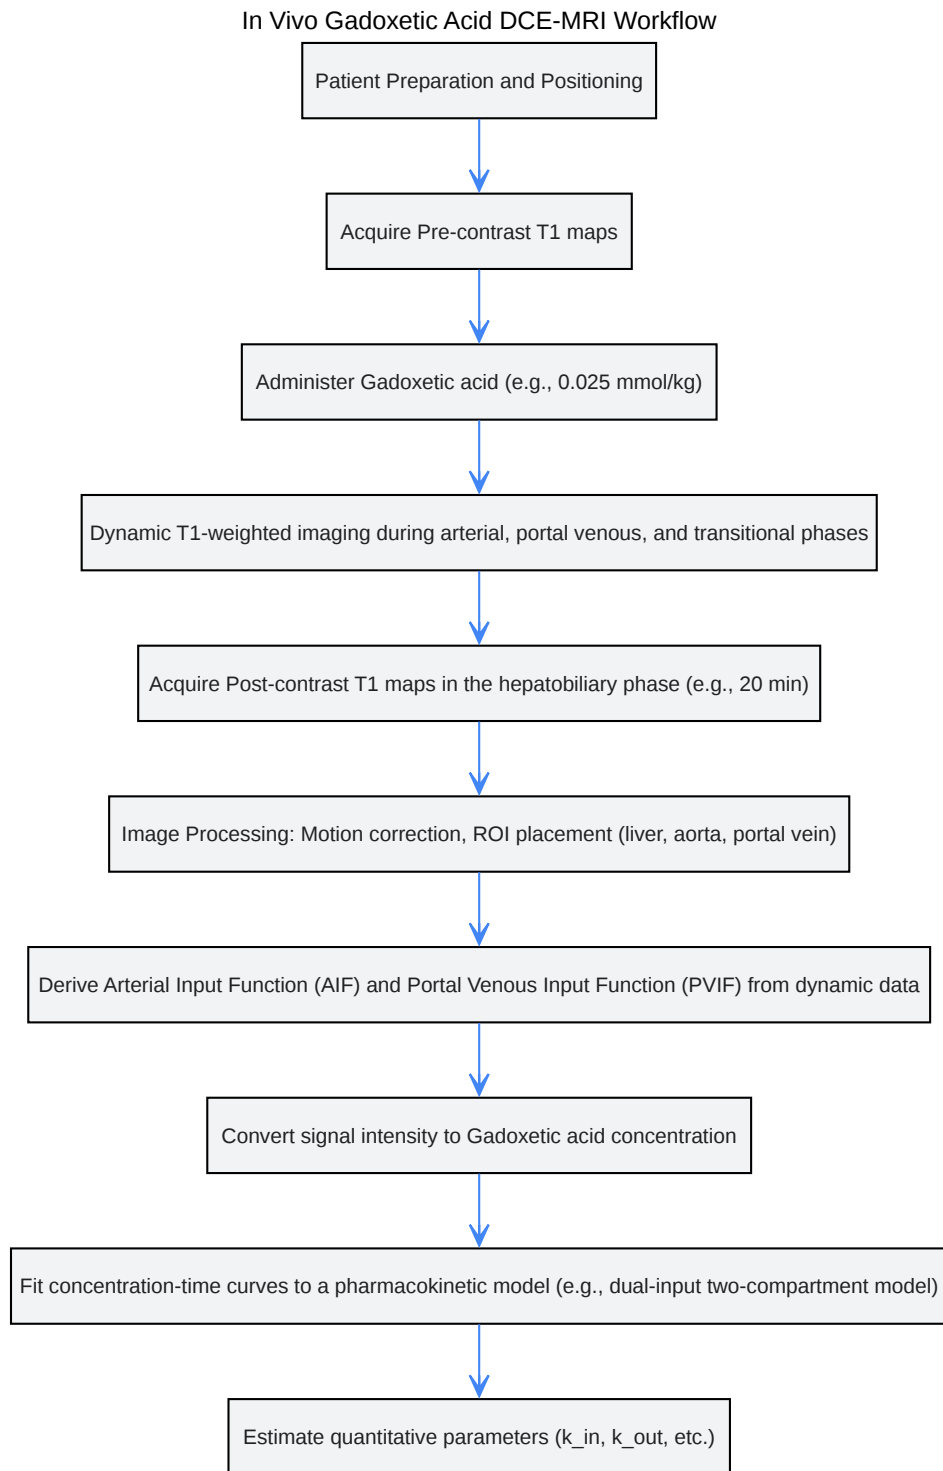 In Vivo Gadoxetic Acid DCE-MRI Workflow
Patient Preparation and Positioning
Acquire Pre-contrast T1 maps
Administer Gadoxetic acid (e.g., 0.025 mmol/kg)
Dynamic T1-weighted imaging during arterial, portal venous, and transitional phases
Acquire Post-contrast T1 maps in the hepatobiliary phase (e.g., 20 min)
Image Processing: Motion correction, ROI placement (liver, aorta, portal vein)
Derive Arterial Input Function (AIF) and Portal Venous Input Function (PVIF) from dynamic data
Convert signal intensity to Gadoxetic acid concentration
Fit concentration-time curves to a pharmacokinetic model (e.g., dual-input two-compartment model)
Estimate quantitative parameters (k_in, k_out, etc.)